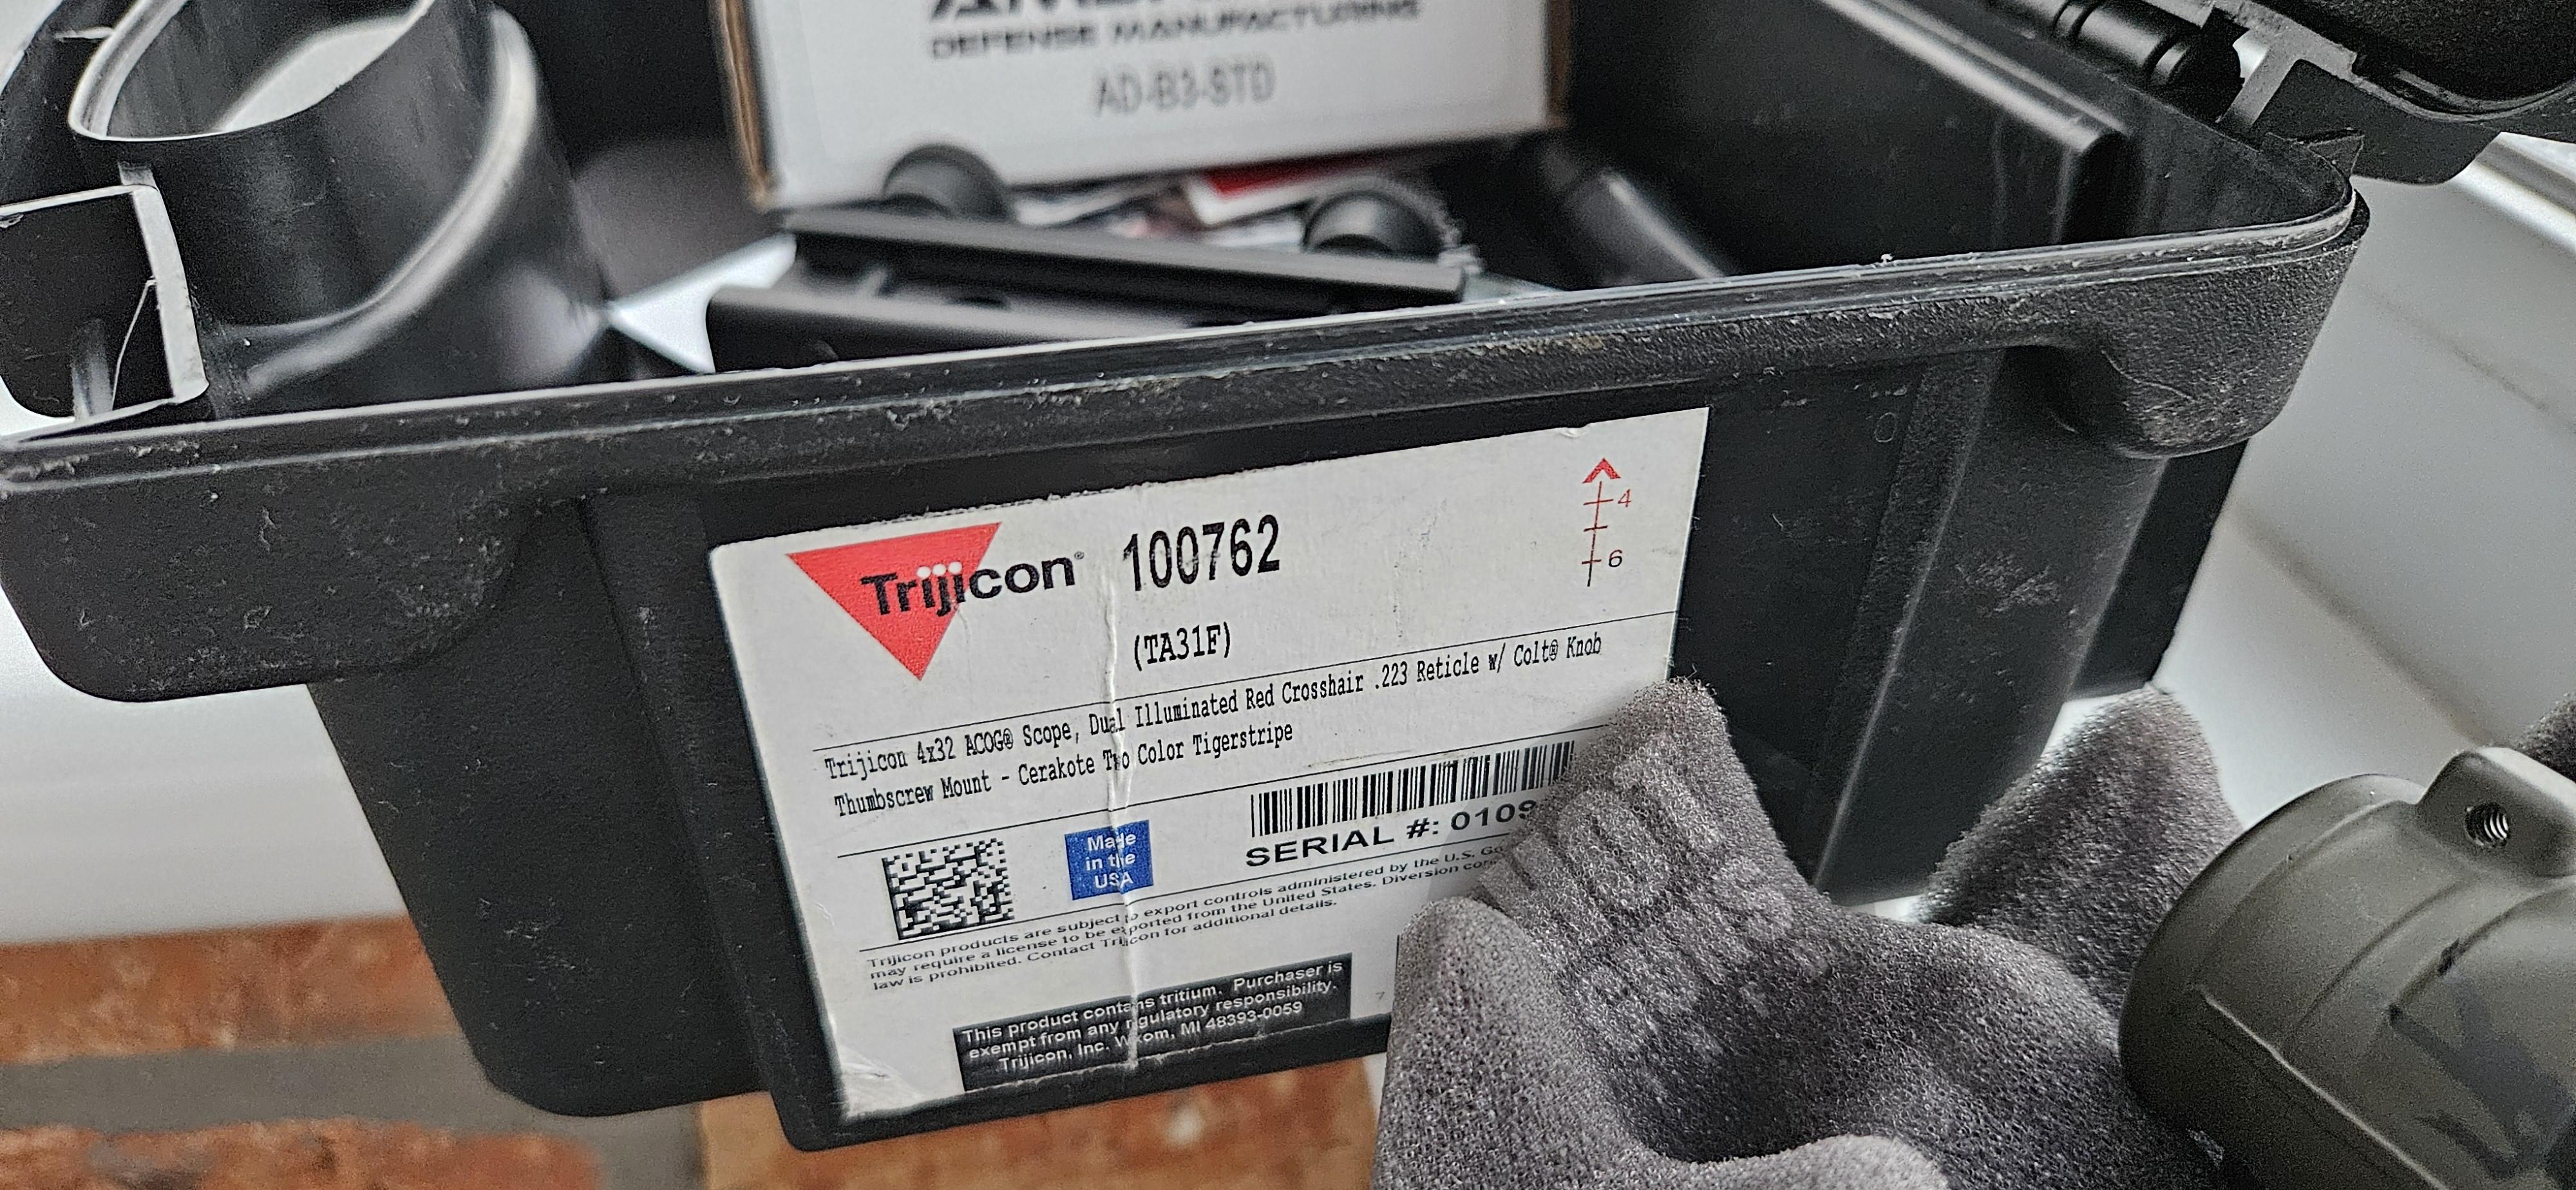 DEFENSE MANUFACTURING
AD-B3-STD
Trijicon® 100762
(TA31F)
4
6
Trijicon 4x32 ACOG® Scope, Dual Illuminated Red Crosshair .223 Reticle w/ Colt® Knob
Thumbscrew Mount - Cerakote Two Color Tigerstripe
Made
in the
USA
SERIAL #: 0109
Trijicon products are subject to export controls administered by the U.S.
may require a license to be exported from the United States. Diversion
law is prohibited. Contact Trijicon for additional details.
This product contains tritium. Purchaser is
exempt from any regulatory responsibility.
Trijicon, Inc. Wixom, MI 48393-0059